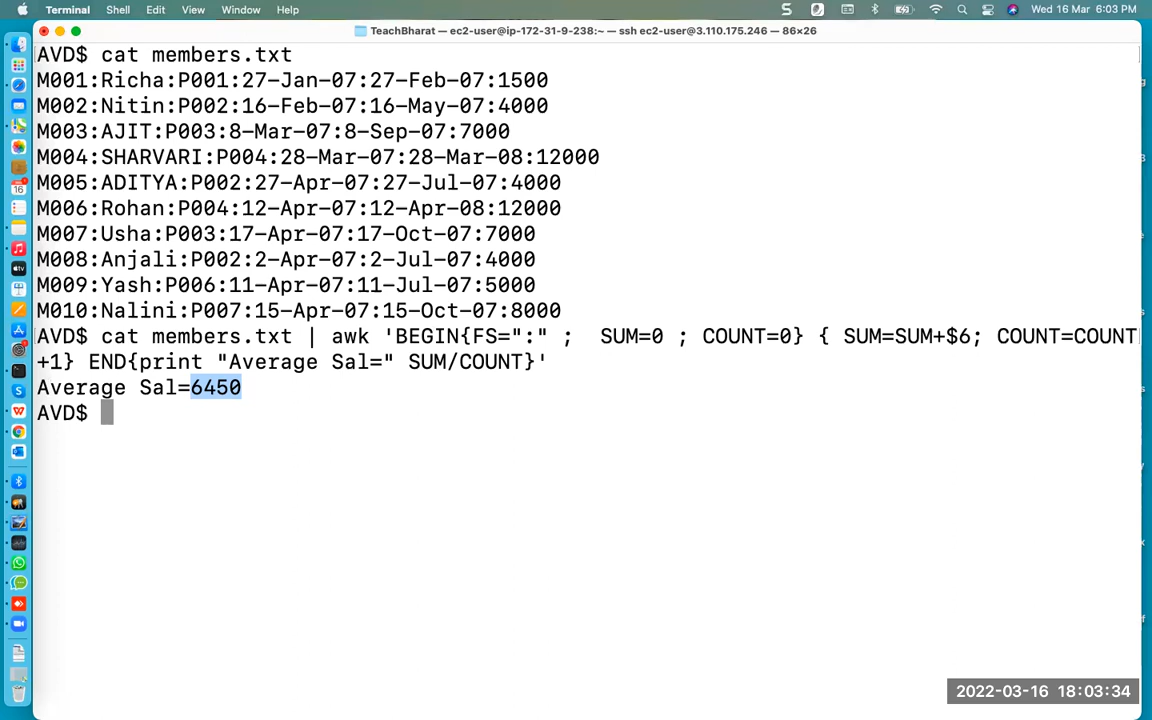 Terminal Shell Edit View Window Help Wed 16 Mar 6:03 PM
TeachBharat — ec2-user@ip-172-31-9-238:~ — ssh ec2-user@3.110.175.246 — 86×26
AVD$ cat members.txt
M001:Richa:P001:27-Jan-07:27-Feb-07:1500
M002:Nitin:P002:16-Feb-07:16-May-07:4000
M003:AJIT:P003:8-Mar-07:8-Sep-07:7000
M004:SHARVARI:P004:28-Mar-07:28-Mar-08:12000
M005:ADITYA:P002:27-Apr-07:27-Jul-07:4000
M006:Rohan:P004:12-Apr-07:12-Apr-08:12000
M007:Usha:P003:17-Apr-07:17-Oct-07:7000
M008:Anjali:P002:2-Apr-07:2-Jul-07:4000
M009:Yash:P006:11-Apr-07:11-Jul-07:5000
M010:Nalini:P007:15-Apr-07:15-Oct-07:8000
AVD$ cat members.txt | awk 'BEGIN{FS=":" ;  SUM=0 ; COUNT=0} { SUM=SUM+$6; COUNT=COUNT
+1} END{print "Average Sal=" SUM/COUNT}'
Average Sal=6450
AVD$
2022-03-16 18:03:34